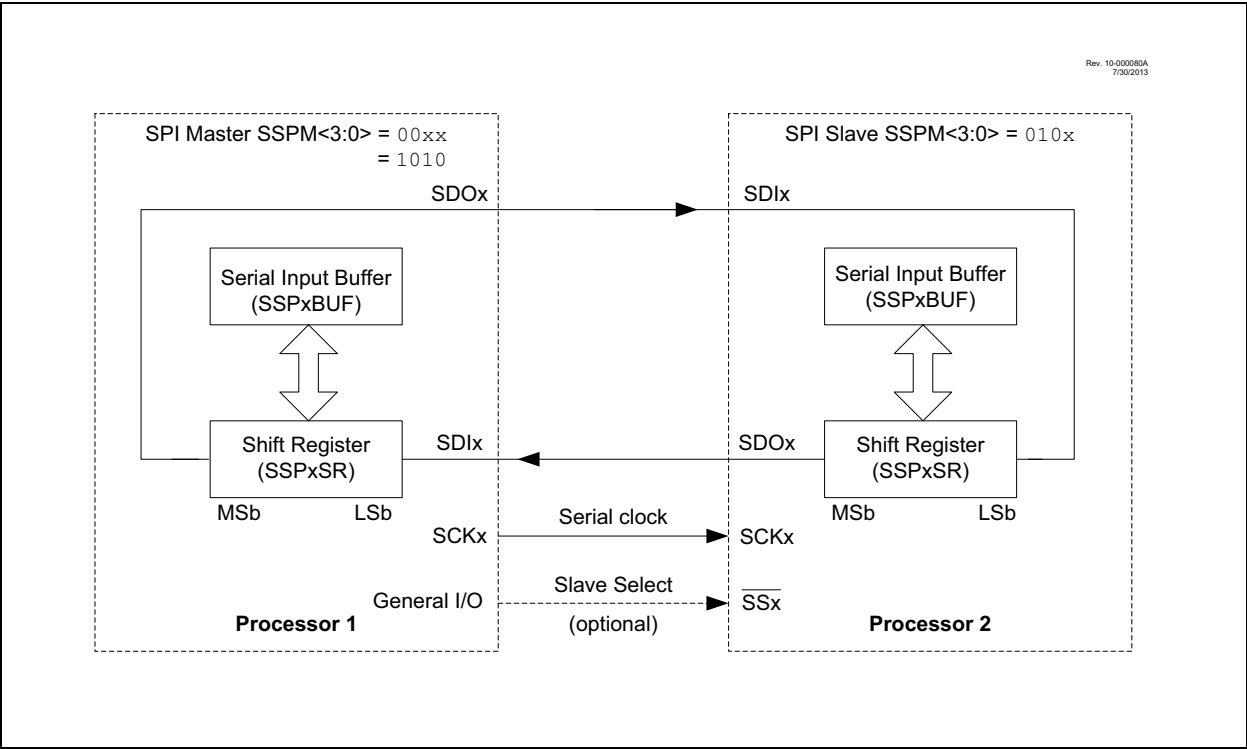 Rev. 10-000080A
7/30/2013
SPI Master SSPM<3:0> = 00xx
= 1010
SPI Slave SSPM<3:0> = 010x
SDOx
SDIx
Serial Input Buffer
(SSPxBUF)
Serial Input Buffer
(SSPxBUF)
Shift Register
(SSPxSR)
SDIx
SDOx
Shift Register
(SSPxSR)
MSb
LSb
MSb
LSb
SCKx
Serial clock
SCKx
General I/O
Slave Select
(optional)
SSx
Processor 1
Processor 2